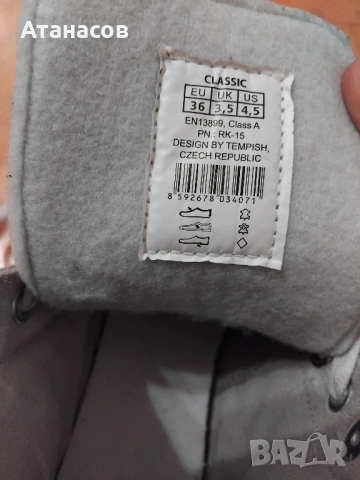 Атанасов
CLASSIC
EU UK US
36 3,5 4,5
EN13899, Class A
PN.: RK-15
DESIGN BY TEMPISH,
CZECH REPUBLIC
8 592678 034071
BAZAR